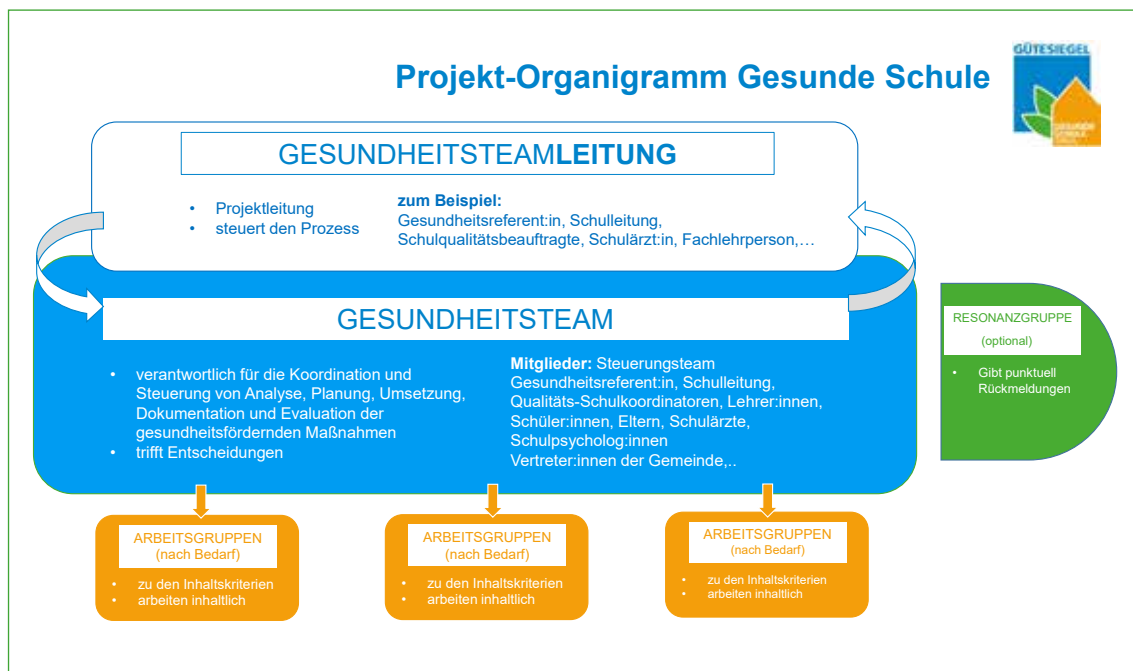 GÜTESIEGEL
Projekt-Organigramm Gesunde Schule
GESUNDHEITSTEAMLEITUNG
• Projektleitung
• steuert den Prozess
zum Beispiel:
Gesundheitsreferent:in, Schulleitung,
Schulqualitätsbeauftragte, Schulärzt:in, Fachlehrperson,…
GESUNDHEITSTEAM
• verantwortlich für die Koordination und
Steuerung von Analyse, Planung, Umsetzung,
Dokumentation und Evaluation der
gesundheitsfördernden Maßnahmen
• trifft Entscheidungen
Mitglieder: Steuerungsteam
Gesundheitsreferent:in, Schulleitung,
Qualitäts-Schulkoordinatoren, Lehrer:innen,
Schüler:innen, Eltern, Schulärzte,
Schulpsycholog:innen
Vertreter:innen der Gemeinde,..
RESONANZGRUPPE
(optional)
• Gibt punktuell
Rückmeldungen
ARBEITSGRUPPEN
(nach Bedarf)
• zu den Inhaltskriterien
• arbeiten inhaltlich
ARBEITSGRUPPEN
(nach Bedarf)
• zu den Inhaltskriterien
• arbeiten inhaltlich
ARBEITSGRUPPEN
(nach Bedarf)
• zu den Inhaltskriterien
• arbeiten inhaltlich